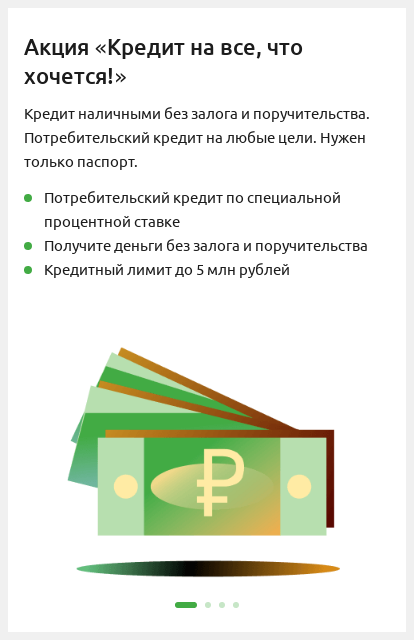 Акция «Кредит на все, что
хочется!»
Кредит наличными без залога и поручительства.
Потребительский кредит на любые цели. Нужен
только паспорт.
Потребительский кредит по специальной
процентной ставке
Получите деньги без залога и поручительства
Кредитный лимит до 5 млн рублей
₽